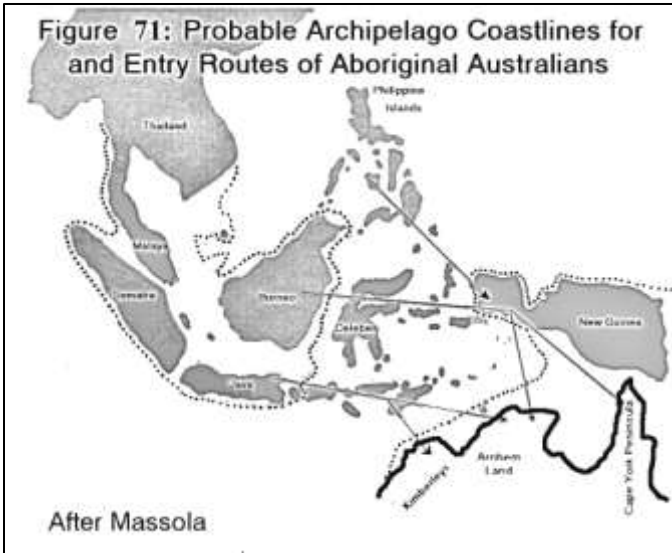 Figure 71: Probable Archipelago Coastlines for
and Entry Routes of Aboriginal Australians
Philippine
Islands
Thailand
Malaya
Sumatra
Borneo
Celebes
New Guinea
Java
Kimberleys
Arnhem
Land
Cape York Peninsula
After Massola